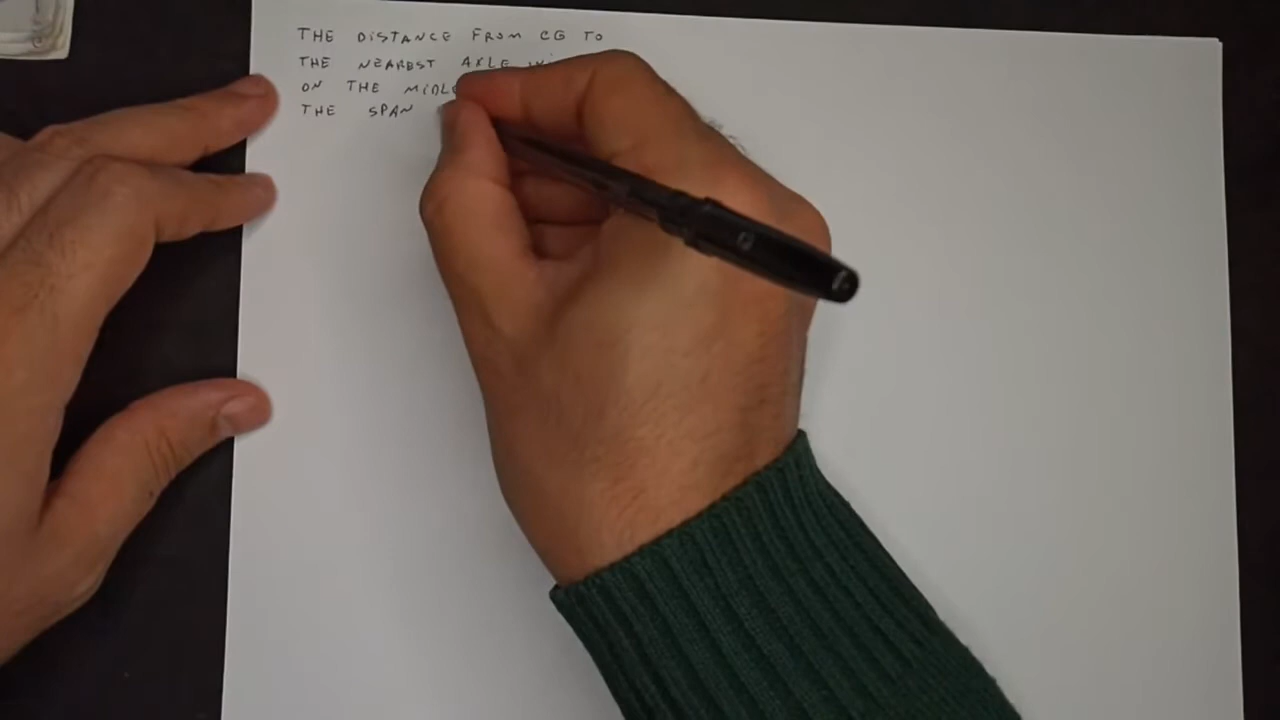 THE DISTANCE FROM CG TO
THE NEAREST AXLE
ON THE
THE SPAN